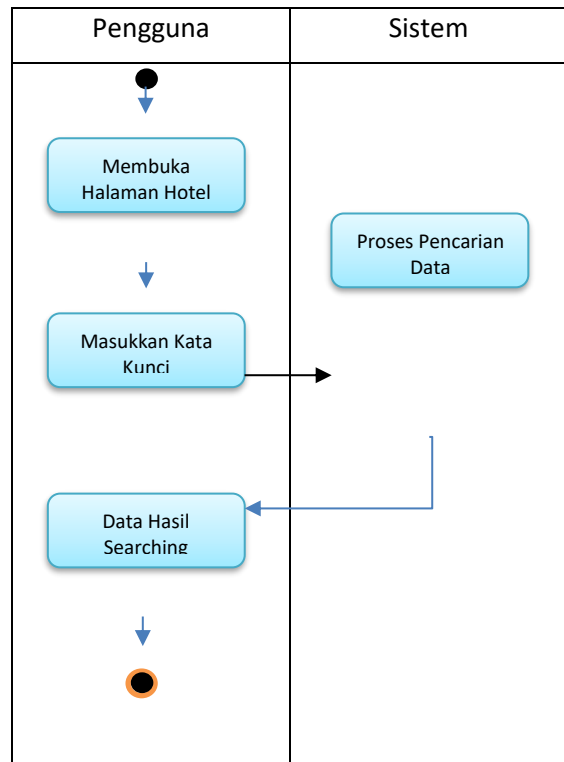 Pengguna
Sistem
Membuka
Halaman Hotel
Proses Pencarian
Data
Masukkan Kata
Kunci
Data Hasil
Searching